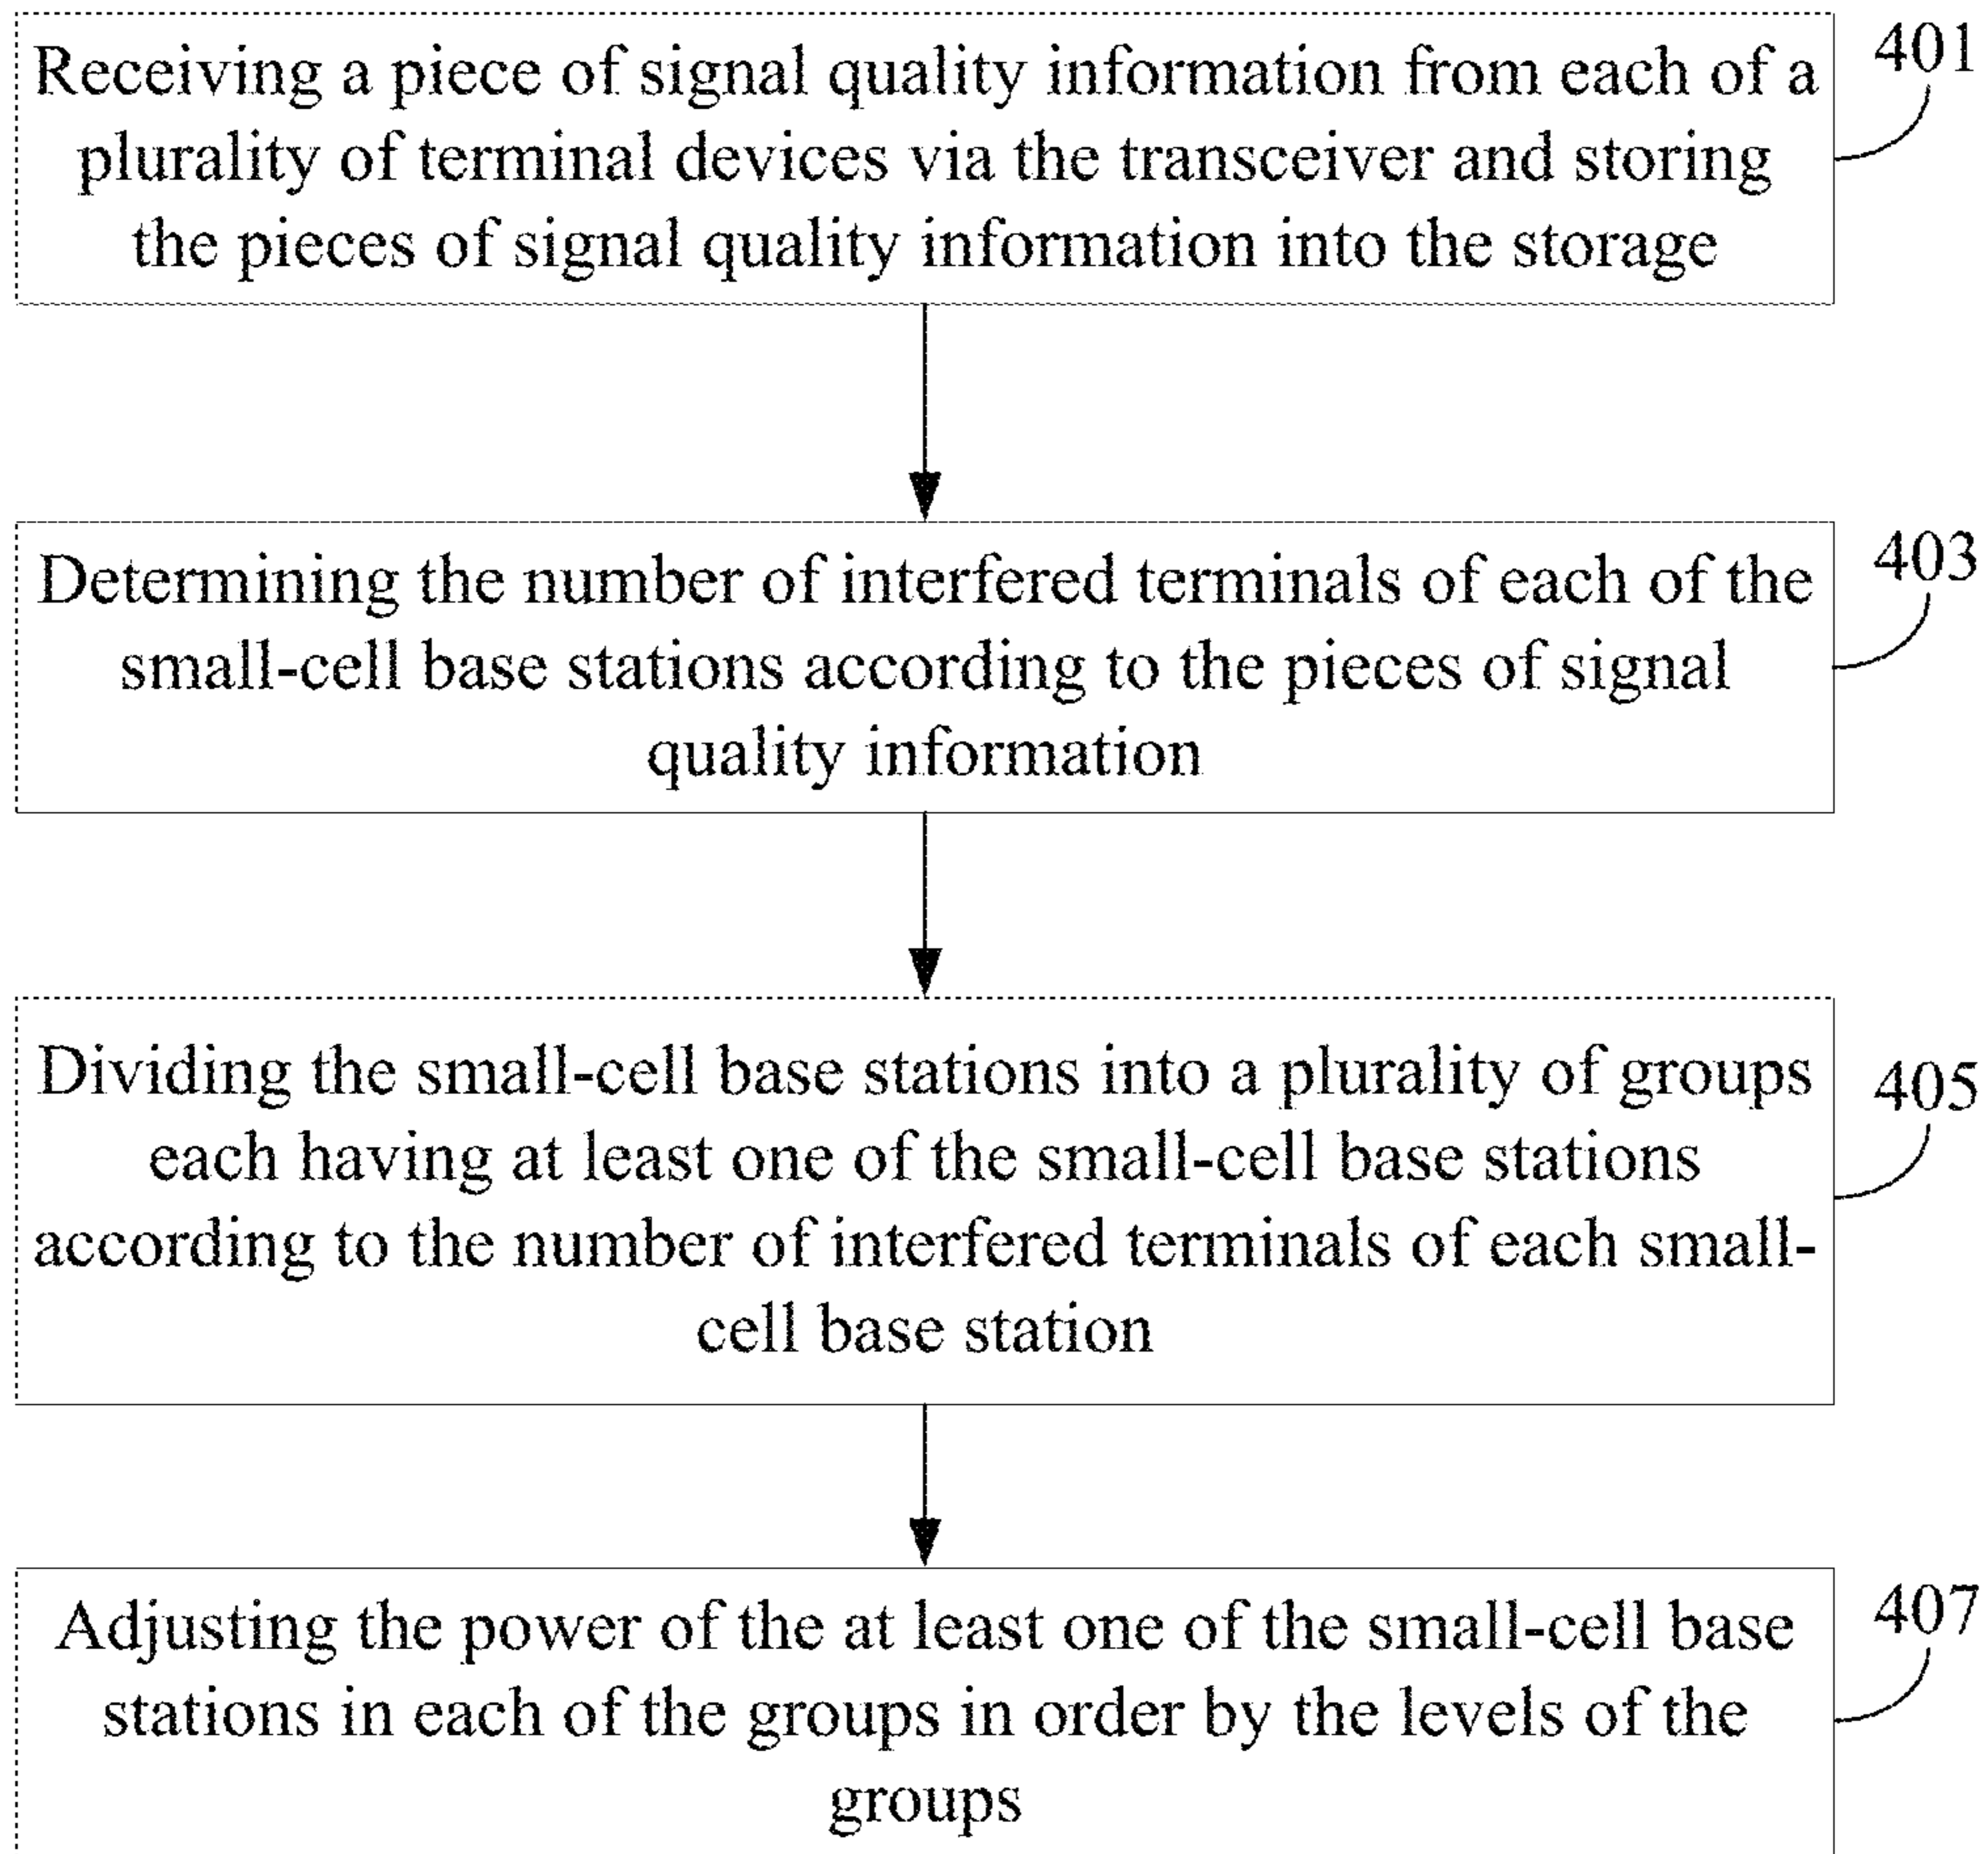 Receiving a piece of signal quality information from each of a
plurality of terminal devices via the transceiver and storing
the pieces of signal quality information into the storage
401
Determining the number of interfered terminals of each of the
small-cell base stations according to the pieces of signal
quality information
403
Dividing the small-cell base stations into a plurality of groups
each having at least one of the small-cell base stations
according to the number of interfered terminals of each small-
cell base station
405
Adjusting the power of the at least one of the small-cell base
stations in each of the groups in order by the levels of the
groups
407